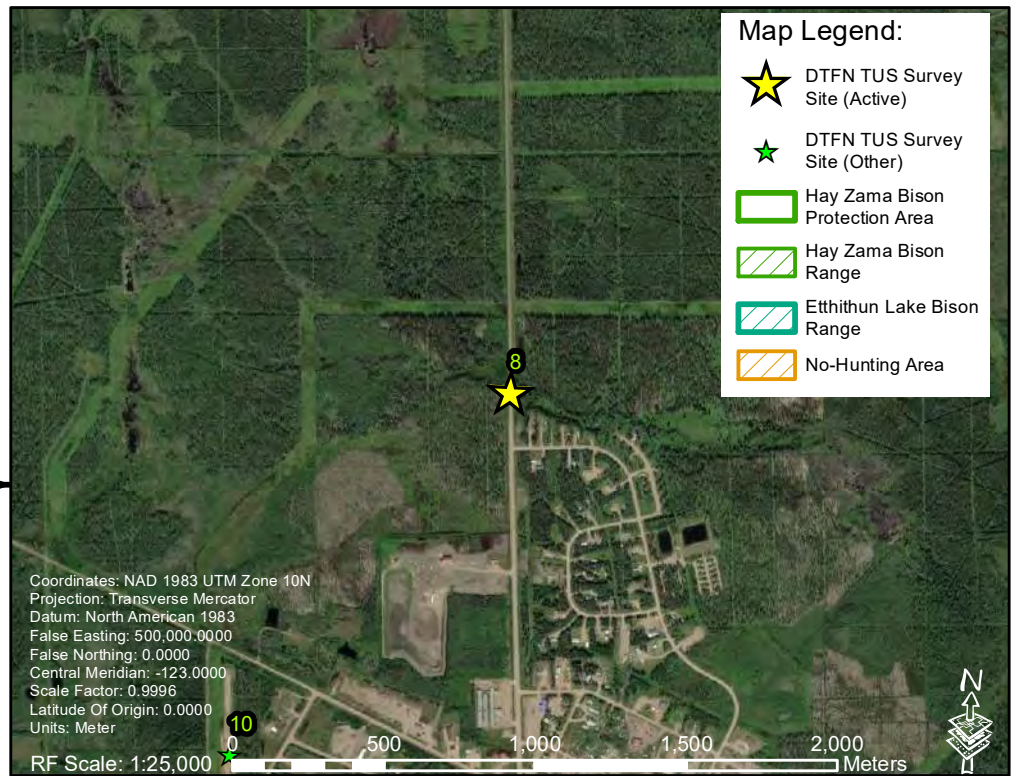 Map Legend:
DTFN TUS Survey
Site (Active)
DTFN TUS Survey
Site (Other)
Hay Zama Bison
Protection Area
Hay Zama Bison
Range
Etthithun Lake Bison
Range
No-Hunting Area
8
Coordinates: NAD 1983 UTM Zone 10N
Projection: Transverse Mercator
Datum: North American 1983
False Easting: 500,000.0000
False Northing: 0.0000
Central Meridian: -123.0000
Scale Factor: 0.9996
Latitude Of Origin: 0.0000
Units: Meter
10
N
0 500 1,000 1,500 2,000
RF Scale: 1:25,000 Meters